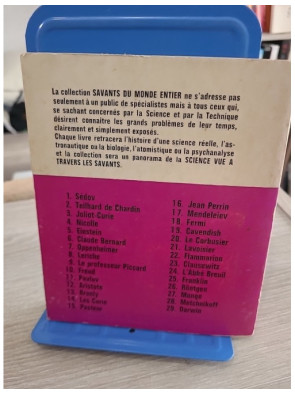 La collection SAVANTS DU MONDE ENTIER ne s'adresse pas
seulement à un public de spécialistes mais à tous ceux qui,
se sachant concernés par la Science et par la Technique
désirent connaître les grands problèmes de leur temps,
clairement et simplement exposés.
Chaque livre retracera l'histoire d'une science réelle, l'as-
tronautique ou la biologie, l'atomistique ou la psychanalyse
et la collection sera un panorama de la SCIENCE VUE A
TRAVERS LES SAVANTS.
1. Sédov
2. Teilhard de Chardin
3. Joliot-Curie
4. Nicolle
5. Einstein
6. Claude Bernard
7. Oppenheimer
8. Leriche
9. Le professeur Piccard
10. Freud
11. Pavlov
12. Aristote
13. Branly
14. Les Curie
15. Pasteur
16. Jean Perrin
17. Mendeleiev
18. Fermi
19. Cavendish
20. Le Corbusier
21. Lavoisier
22. Flammarion
23. Clausewitz
24. L'Abbé Breuil
25. Franklin
26. Röntgen
27. Monge
28. Metchnikoff
29. Darwin